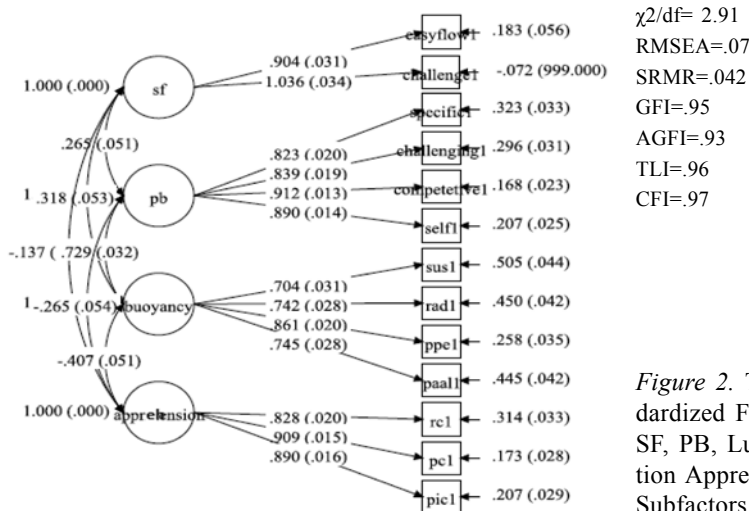 χ2/df= 2.91
RMSEA=.07
SRMR=.042
GFI=.95
AGFI=.93
TLI=.96
CFI=.97
easyflow1 .183 (.056)
.904 (.031)
1.036 (.034)
1.000 (.000) sf
challenge1 -.072 (999.000)
specific1 .323 (.033)
.265 (.051)
.823 (.020)
challenging1 .296 (.031)
.839 (.019)
1 .318 (.053) pb
.912 (.013)
competetive1 .168 (.023)
.890 (.014)
self1 .207 (.025)
-.137 ( .729 (.032)
.704 (.031)
sus1 .505 (.044)
.742 (.028)
1 -.265 (.054) buoyancy
rad1 .450 (.042)
.861 (.020)
ppe1 .258 (.035)
.745 (.028)
-.407 (.051)
paal1 .445 (.042)
1.000 (.000) apprehension
.828 (.020)
rc1 .314 (.033)
.909 (.015)
pc1 .173 (.028)
.890 (.016)
pic1 .207 (.029)
Figure 2. T
dardized F
SF, PB, Lu
tion Appre
Subfactors